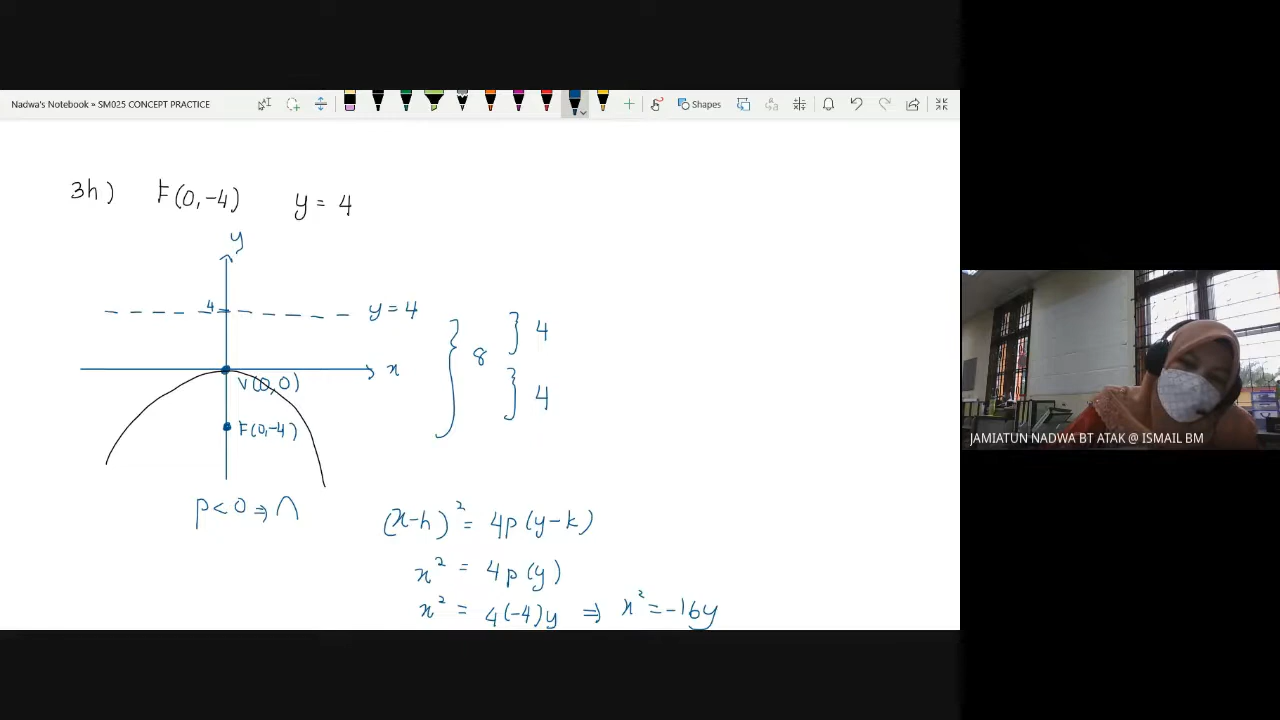 Nadwa's Notebook » SM025 CONCEPT PRACTICE
Shapes
3h) F(0,-4) y = 4
y
4
y = 4
x
V(0,0)
F(0,-4)
8
4
4
p < 0 ⇒ ∩
(x-h)² = 4p(y-k)
x² = 4p(y)
x² = 4(-4)y ⇒ x² = -16y
JAMIATUN NADWA BT ATAK @ ISMAIL BM